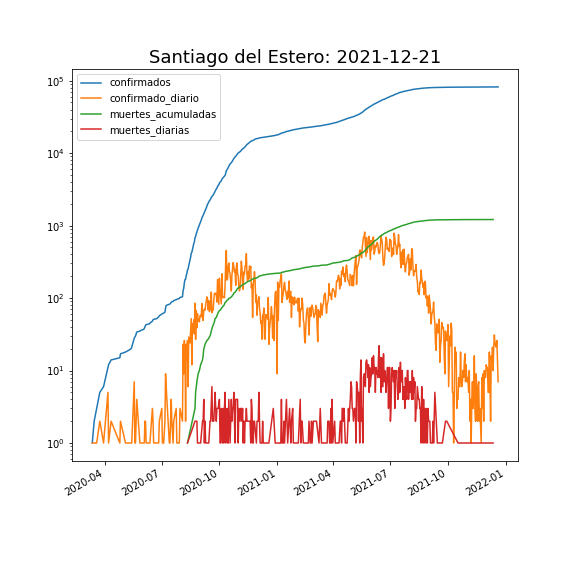 Santiago del Estero: 2021-12-21
confirmados
confirmado_diario
muertes_acumuladas
muertes_diarias
10^5
10^4
10^3
10^2
10^1
10^0
2020-04 2020-07 2020-10 2021-01 2021-04 2021-07 2021-10 2022-01